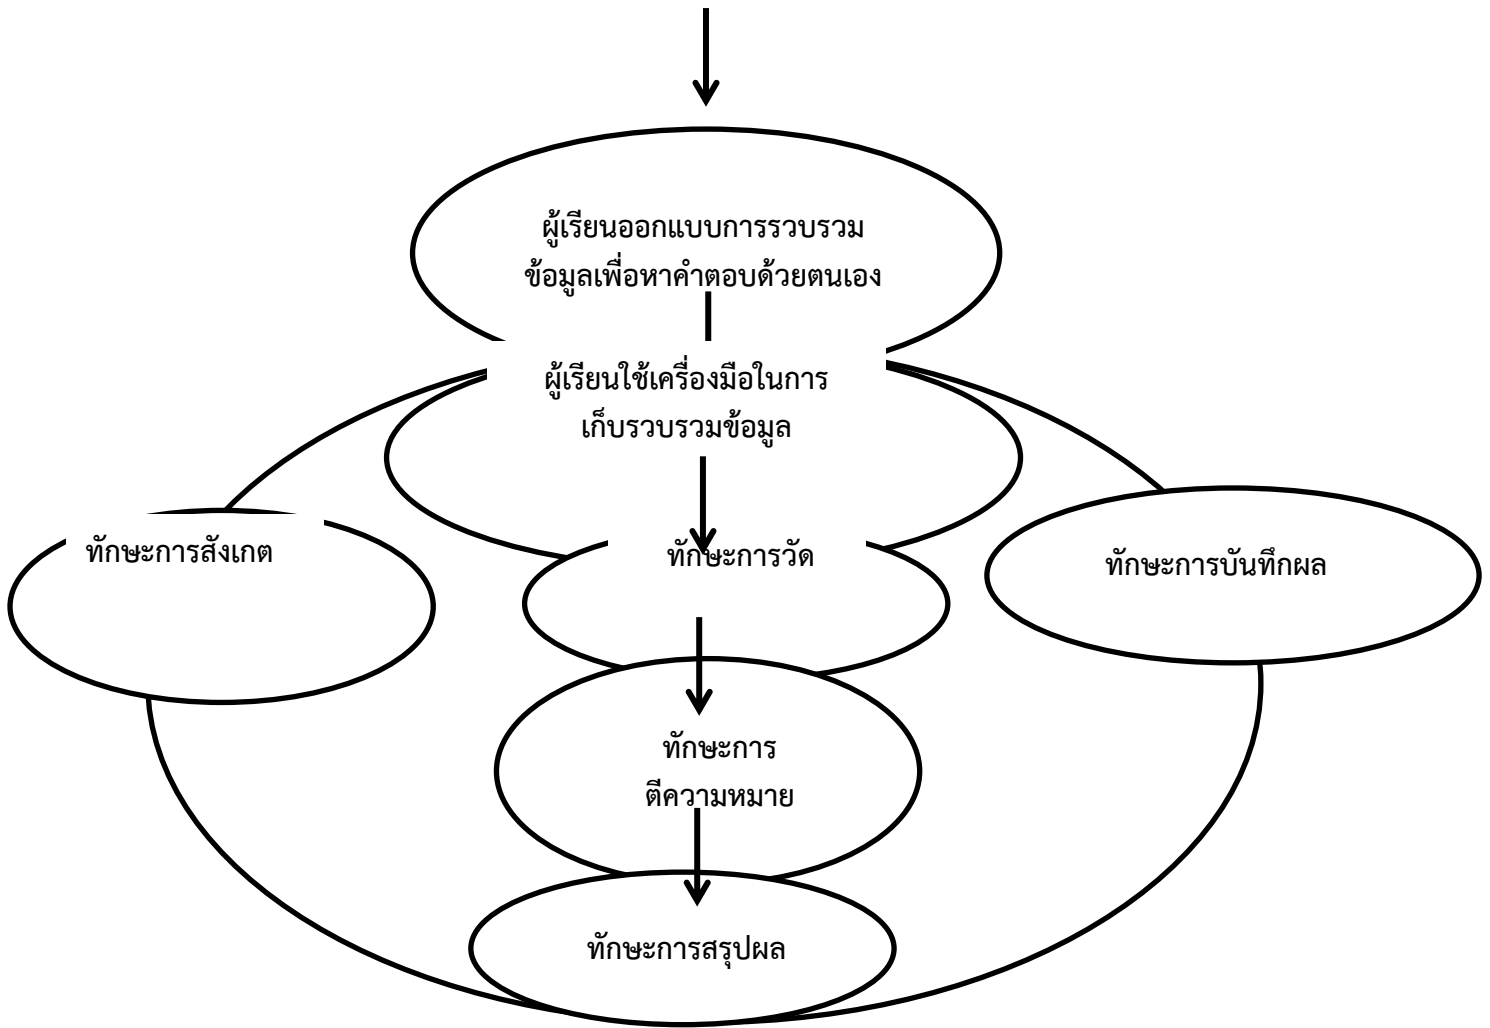 ผู้เรียนออกแบบการรวบรวม
ข้อมูลเพื่อหาคำตอบด้วยตนเอง
ผู้เรียนใช้เครื่องมือในการ
เก็บรวบรวมข้อมูล
ทักษะการสังเกต
ทักษะการวัด
ทักษะการบันทึกผล
ทักษะการ
ตีความหมาย
ทักษะการสรุปผล